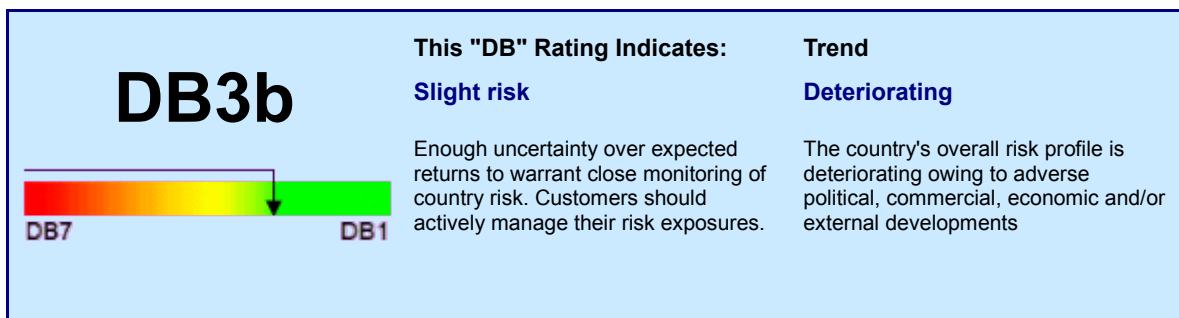 DB3b
DB7
DB1
This "DB" Rating Indicates:
Slight risk
Enough uncertainty over expected
returns to warrant close monitoring of
country risk. Customers should
actively manage their risk exposures.
Trend
Deteriorating
The country's overall risk profile is
deteriorating owing to adverse
political, commercial, economic and/or
external developments